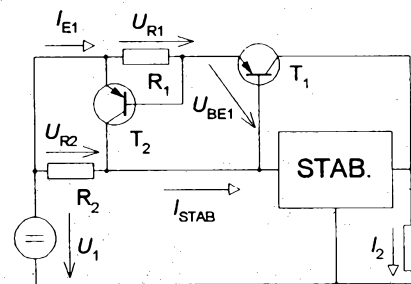 I_E1
U_R1
R_1
T_1
U_BE1
T_2
U_R2
R_2
STAB.
I_STAB
U_1
I_2
=